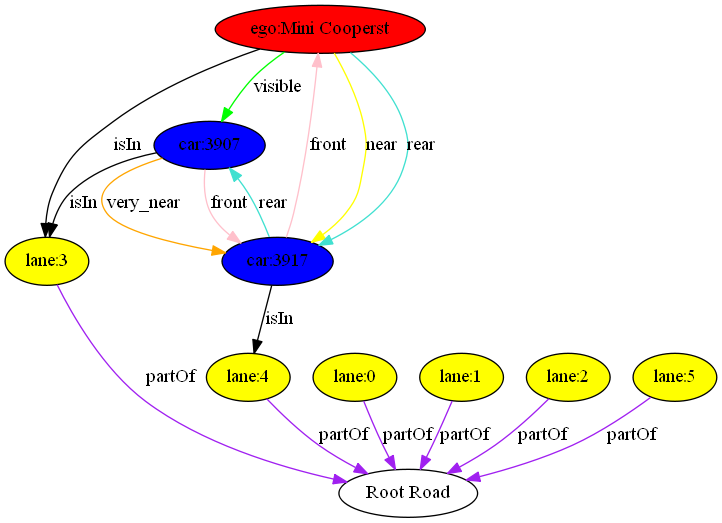 ego:Mini Cooperst
visible
isIn
car:3907
front
near
rear
isIn
very_near
front
rear
lane:3
car:3917
isIn
partOf
lane:4
lane:0
lane:1
lane:2
lane:5
partOf
partOf
partOf
partOf
partOf
Root Road